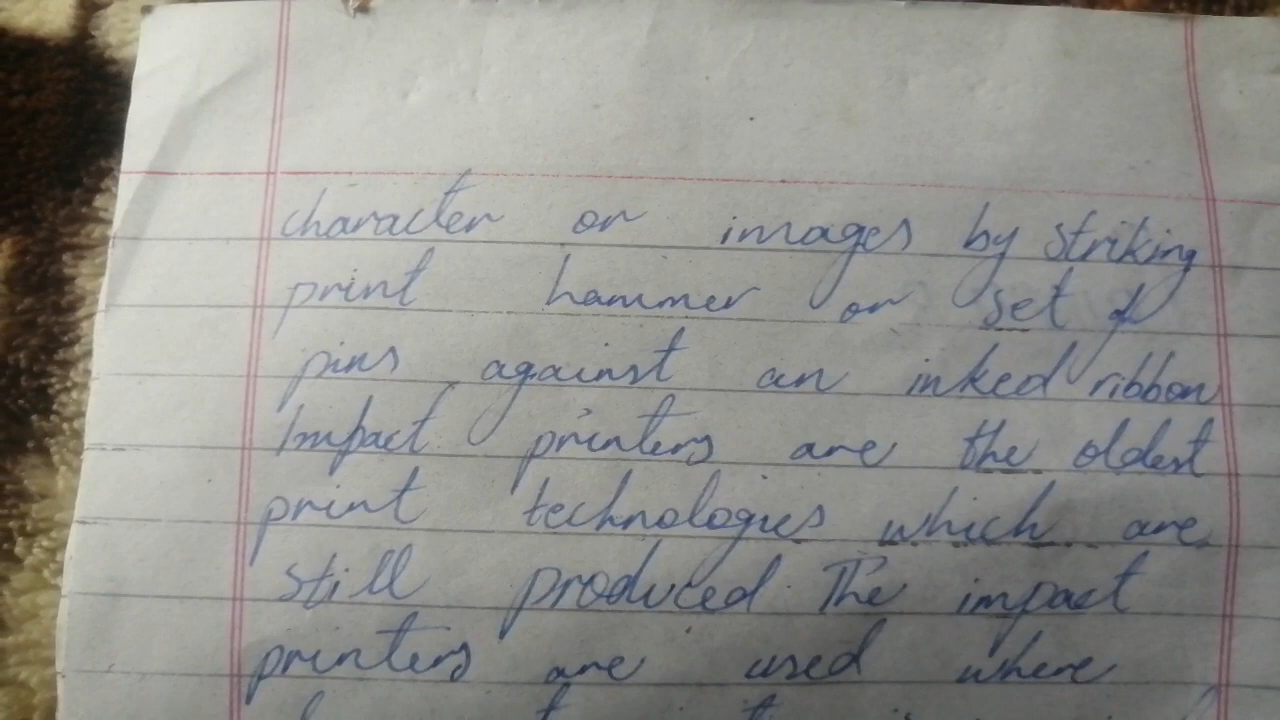 character or images by striking
print hammer or set of
pins against an inked ribbon
Impact printers are the oldest
print technologies which are
still produced. The impact
printers are used where